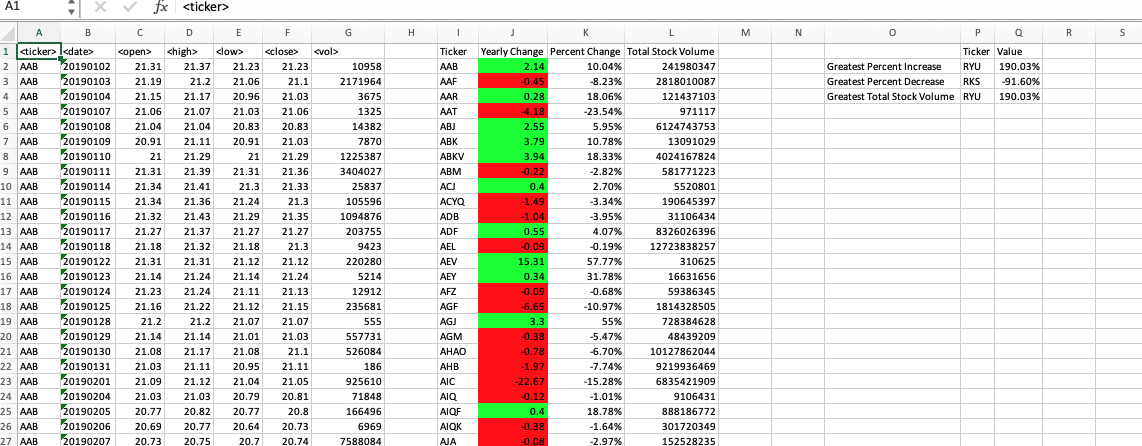 A1 fx <ticker>
A B C D E F G H I J K L M N O P Q R S
1 <ticker> <date> <open> <high> <low> <close> <vol> Ticker Yearly Change Percent Change Total Stock Volume Ticker Value
2 AAB 20190102 21.31 21.37 21.23 21.23 10958 AAB 2.14 10.04% 241980347 Greatest Percent Increase RYU 190.03%
3 AAB 20190103 21.19 21.2 21.06 21.1 2171964 AAF -0.45 -8.23% 2818010087 Greatest Percent Decrease RKS -91.60%
4 AAB 20190104 21.15 21.17 20.96 21.03 3675 AAR 0.28 18.06% 121437103 Greatest Total Stock Volume RYU 190.03%
5 AAB 20190107 21.06 21.07 21.03 21.06 1325 AAT -4.18 -23.54% 971117
6 AAB 20190108 21.04 21.04 20.83 20.83 14382 ABJ 2.55 5.95% 6124743753
7 AAB 20190109 20.91 21.11 20.91 21.03 7870 ABK 3.79 10.78% 13091029
8 AAB 20190110 21 21.29 21 21.29 1225387 ABKV 3.94 18.33% 4024167824
9 AAB 20190111 21.31 21.39 21.31 21.36 3404027 ABM -0.22 -2.82% 581771223
10 AAB 20190114 21.34 21.41 21.3 21.33 25837 ACJ 0.4 2.70% 5520801
11 AAB 20190115 21.34 21.36 21.24 21.3 105596 ACYQ -1.49 -3.34% 190645397
12 AAB 20190116 21.32 21.43 21.29 21.35 1094876 ADB -1.04 -3.95% 31106434
13 AAB 20190117 21.27 21.37 21.27 21.27 203755 ADF 0.55 4.07% 8326026396
14 AAB 20190118 21.18 21.32 21.18 21.3 9423 AEL -0.09 -0.19% 12723838257
15 AAB 20190122 21.31 21.31 21.12 21.12 220280 AEV 15.31 57.77% 310625
16 AAB 20190123 21.14 21.24 21.14 21.24 5214 AEY 0.34 31.78% 16631656
17 AAB 20190124 21.23 21.24 21.11 21.13 12912 AFZ -0.09 -0.68% 59386345
18 AAB 20190125 21.16 21.22 21.12 21.15 235681 AGF -6.65 -10.97% 1814328505
19 AAB 20190128 21.2 21.2 21.07 21.07 555 AGJ 3.3 55% 728384628
20 AAB 20190129 21.14 21.14 21.01 21.03 557731 AGM -0.38 -5.47% 48439209
21 AAB 20190130 21.08 21.17 21.08 21.1 526084 AHAO -0.78 -6.70% 10127862044
22 AAB 20190131 21.03 21.11 20.95 21.11 186 AHB -1.97 -7.74% 9219936469
23 AAB 20190201 21.09 21.12 21.04 21.05 925610 AIC -22.67 -15.28% 6835421909
24 AAB 20190204 21.03 21.03 20.79 20.81 71848 AIQ -0.12 -1.01% 9106431
25 AAB 20190205 20.77 20.82 20.77 20.8 166496 AIQF 0.4 18.78% 888186772
26 AAB 20190206 20.69 20.77 20.64 20.73 6969 AIQK -0.38 -1.64% 301720349
27 AAB 20190207 20.73 20.75 20.7 20.74 7588084 AJA -0.08 -2.97% 152528235